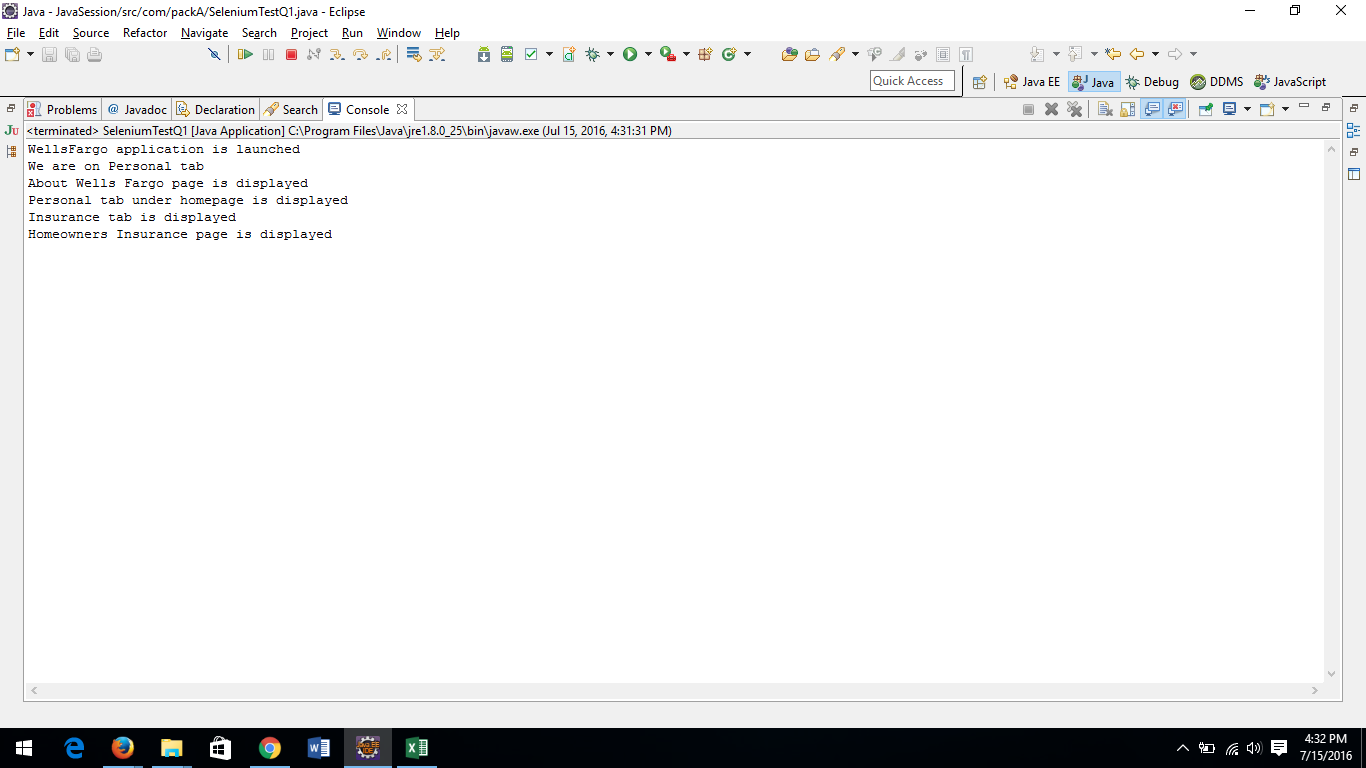 Java - JavaSession/src/com/packA/SeleniumTestQ1.java - Eclipse
File Edit Source Refactor Navigate Search Project Run Window Help
Quick Access
Java EE Java Debug DDMS JavaScript
Problems @ Javadoc Declaration Search Console
<terminated> SeleniumTestQ1 [Java Application] C:\Program Files\Java\jre1.8.0_25\bin\javaw.exe (Jul 15, 2016, 4:31:31 PM)
WellsFargo application is launched
We are on Personal tab
About Wells Fargo page is displayed
Personal tab under homepage is displayed
Insurance tab is displayed
Homeowners Insurance page is displayed
4:32 PM
7/15/2016